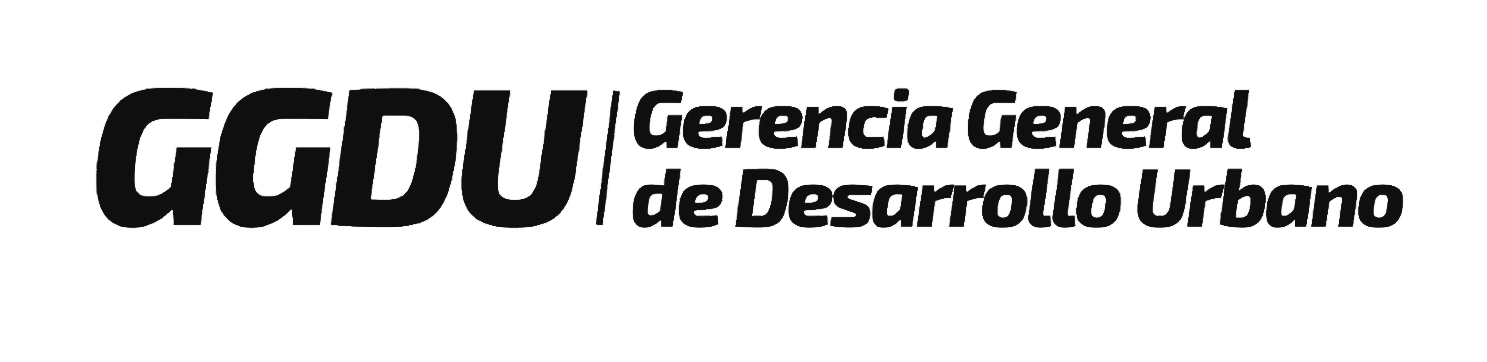 GGDU
Gerencia General
de Desarrollo Urbano